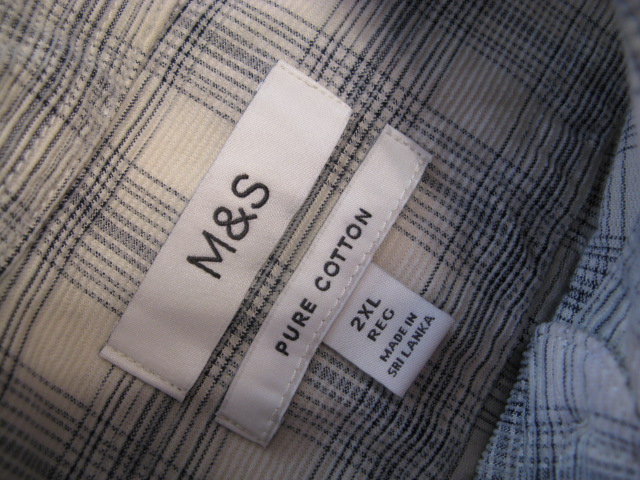 M&S
PURE COTTON
2XL
REG
MADE IN
SRI LANKA